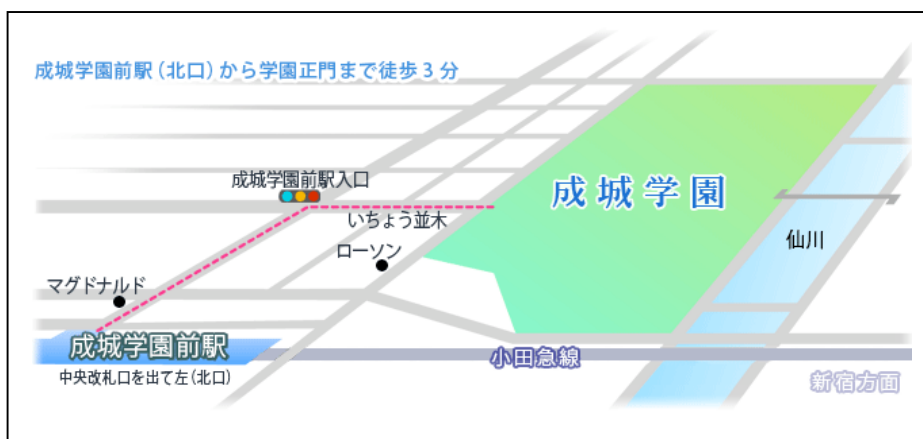 成城学園前駅(北口)から学園正門まで徒歩3分
成城学園前駅入口
成城学園
いちょう並木
仙川
ローソン
マグドナルド
成城学園前駅
小田急線
中央改札口を出て左(北口)
新宿方面